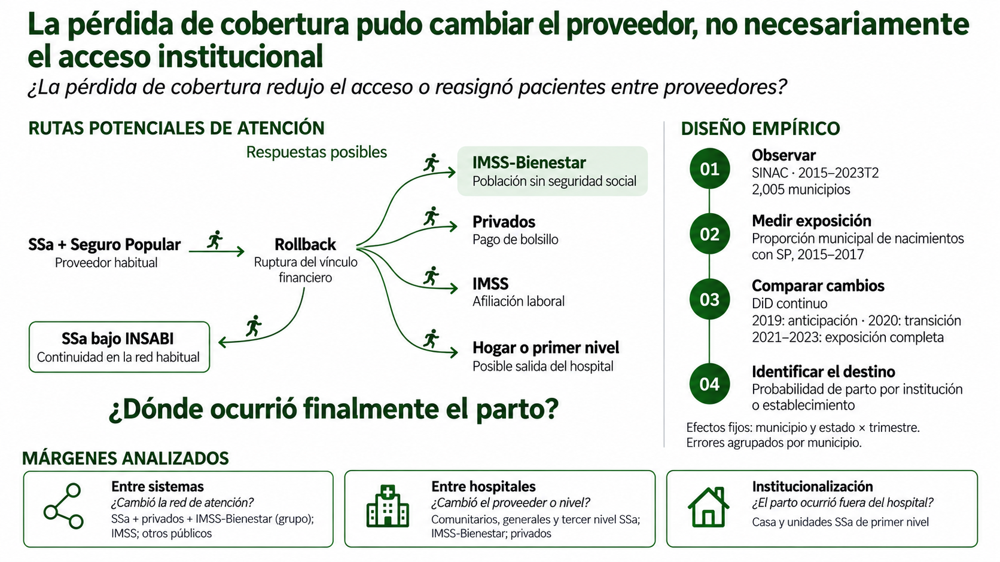 La pérdida de cobertura pudo cambiar el proveedor, no necesariamente
el acceso institucional
¿La pérdida de cobertura redujo el acceso o reasignó pacientes entre proveedores?
RUTAS POTENCIALES DE ATENCIÓN
Respuestas posibles
SSa + Seguro Popular
Proveedor habitual
Rollback
Ruptura del vínculo
financiero
SSa bajo INSABI
Continuidad en la red habitual
IMSS-Bienestar
Población sin seguridad social
Privados
Pago de bolsillo
IMSS
Afiliación laboral
Hogar o primer nivel
Posible salida del hospital
¿Dónde ocurrió finalmente el parto?
DISEÑO EMPÍRICO
01
Observar
SINAC · 2015–2023T2
2,005 municipios
02
Medir exposición
Proporción municipal de nacimientos
con SP, 2015–2017
03
Comparar cambios
DiD continuo
2019: anticipación · 2020: transición
2021–2023: exposición completa
04
Identificar el destino
Probabilidad de parto por institución
o establecimiento
Efectos fijos: municipio y estado × trimestre.
Errores agrupados por municipio.
MÁRGENES ANALIZADOS
Entre sistemas
¿Cambió la red de atención?
SSa + privados + IMSS-Bienestar (grupo);
IMSS; otros públicos
Entre hospitales
¿Cambió el proveeder o nivel?
Comunitarios, generales y tercer nivel SSa;
IMSS-Bienestar; privados
Institucionalización
¿El parto ocurrió fuera del hospital?
Casa y unidades SSa de primer nivel